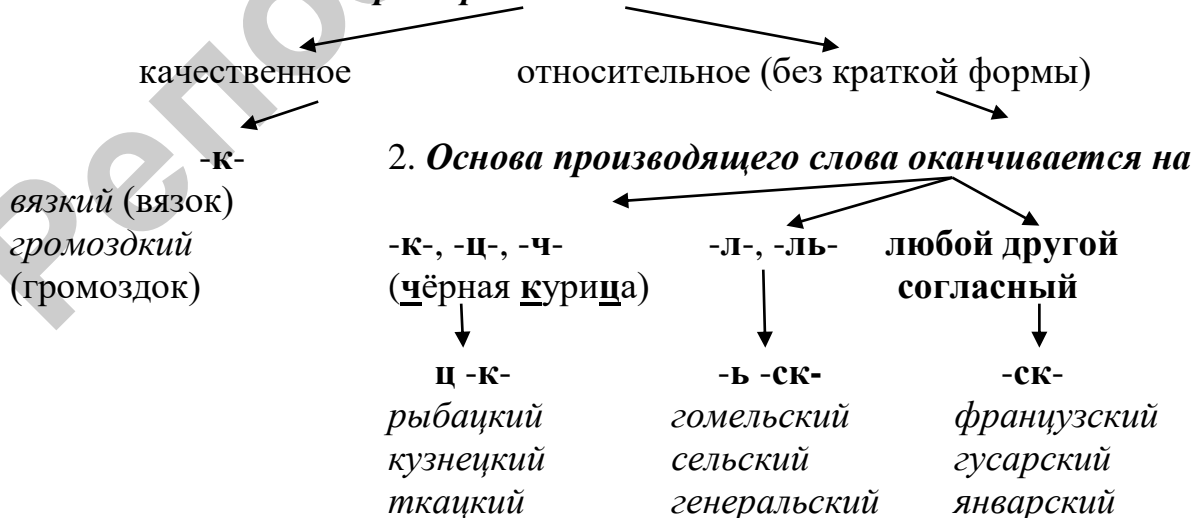 качественное относительное (без краткой формы)
-к- 2. Основа производящего слова оканчивается на
вязкий (вязок)
громоздкий -к-, -ц-, -ч- -л-, -ль- любой другой
(громоздок) (чёрная курица) согласный
ц -к- -ь -ск- -ск-
рыбацкий гомельский французский
кузнецкий сельский гусарский
ткацкий генеральский январский